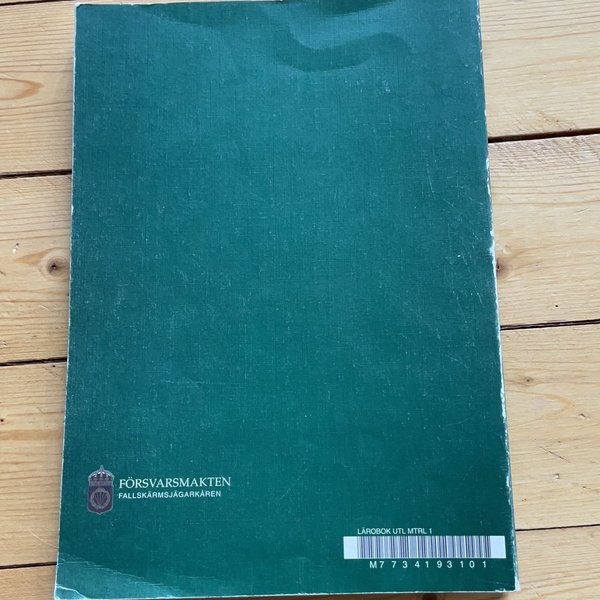 FÖRSVARSMAKTEN
FALLSKÄRMSJÄGARKÅREN
LÄROBOK UTL MTRL 1
M7734193101